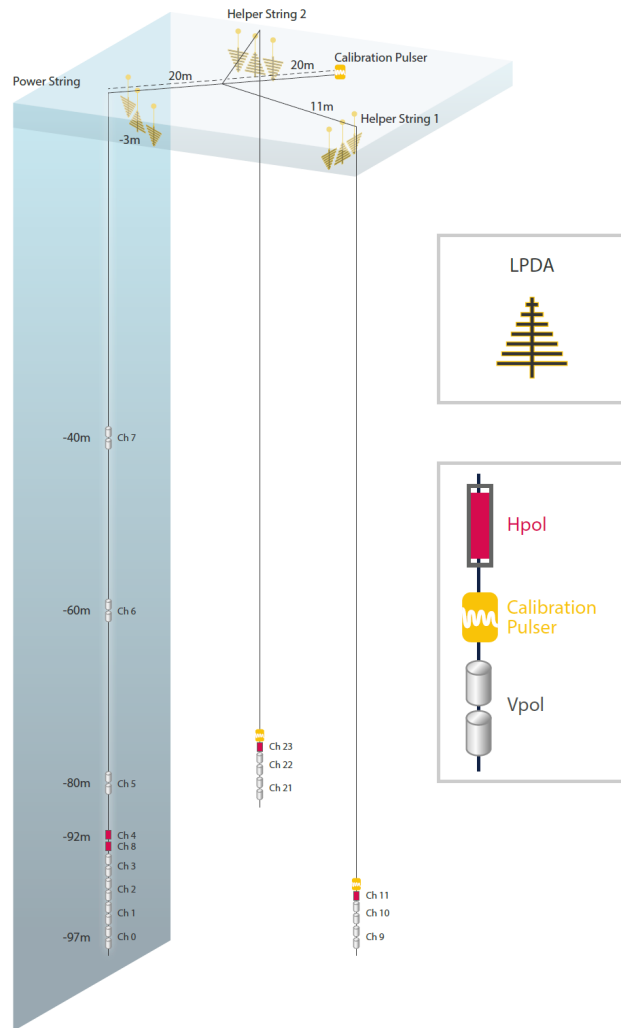 Helper String 2
Calibration Pulser
Power String
20m
20m
11m
Helper String 1
-3m
LPDA
-40m
Ch 7
Hpol
Calibration
Pulser
Vpol
-60m
Ch 6
Ch 23
Ch 22
Ch 21
-80m
Ch 5
-92m
Ch 4
Ch 8
Ch 3
Ch 2
Ch 1
-97m
Ch 0
Ch 11
Ch 10
Ch 9